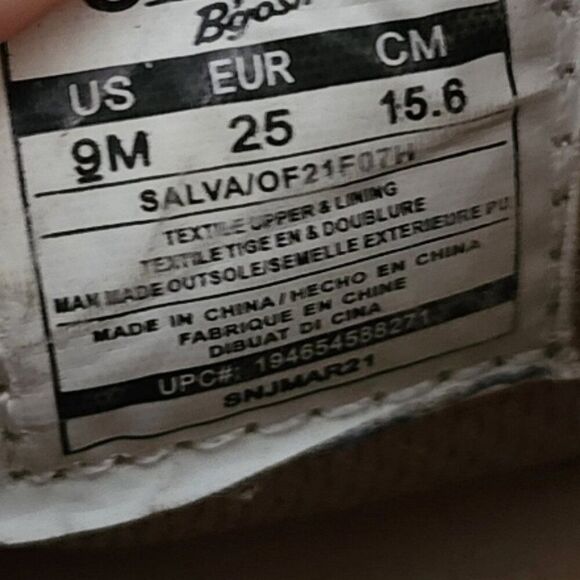 B'gosh
US EUR CM
9M 25 15.6
SALVA/OF21F07H
TEXTILE UPPER & LINING
TEXTILE TIGE EN & DOUBLURE
MAN MADE OUTSOLE/SEMELLE EXTERIEURE PU
MADE IN CHINA / HECHO EN CHINA
FABRIQUE EN CHINE
DIBUAT DI CINA
UPC#: 194654588271
SNJMAR21